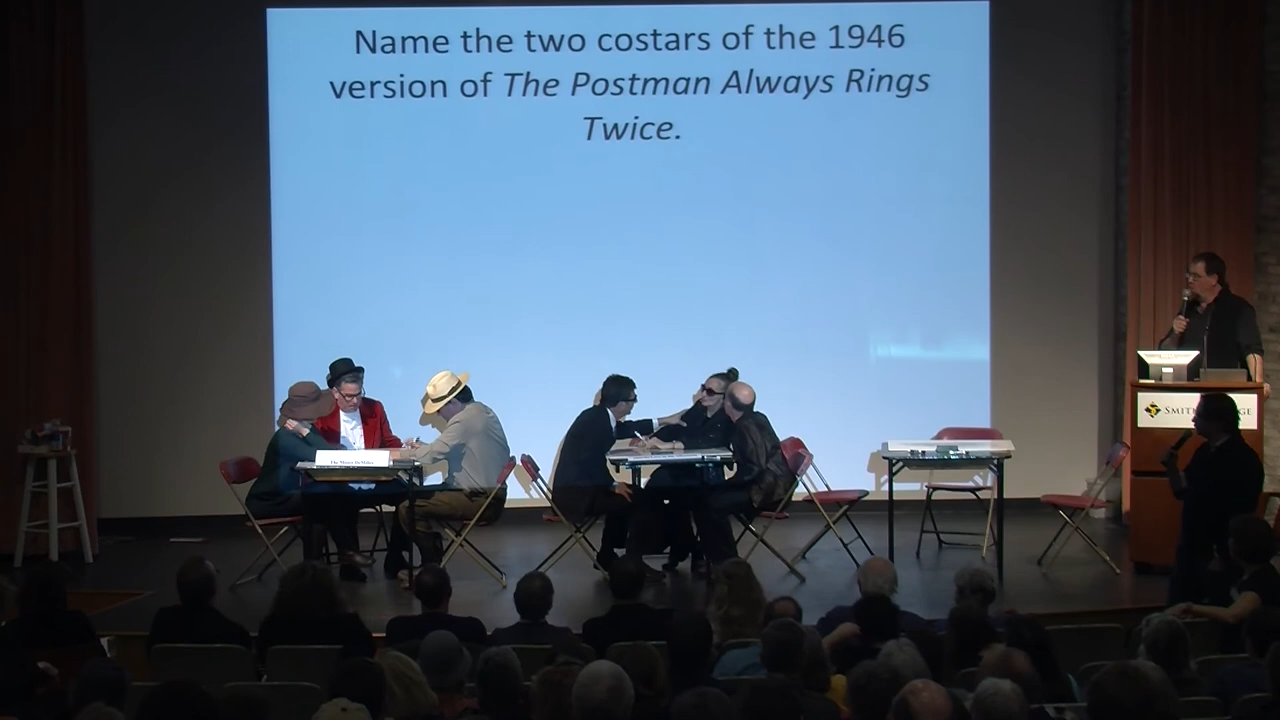 Name the two costars of the 1946
version of The Postman Always Rings
Twice.